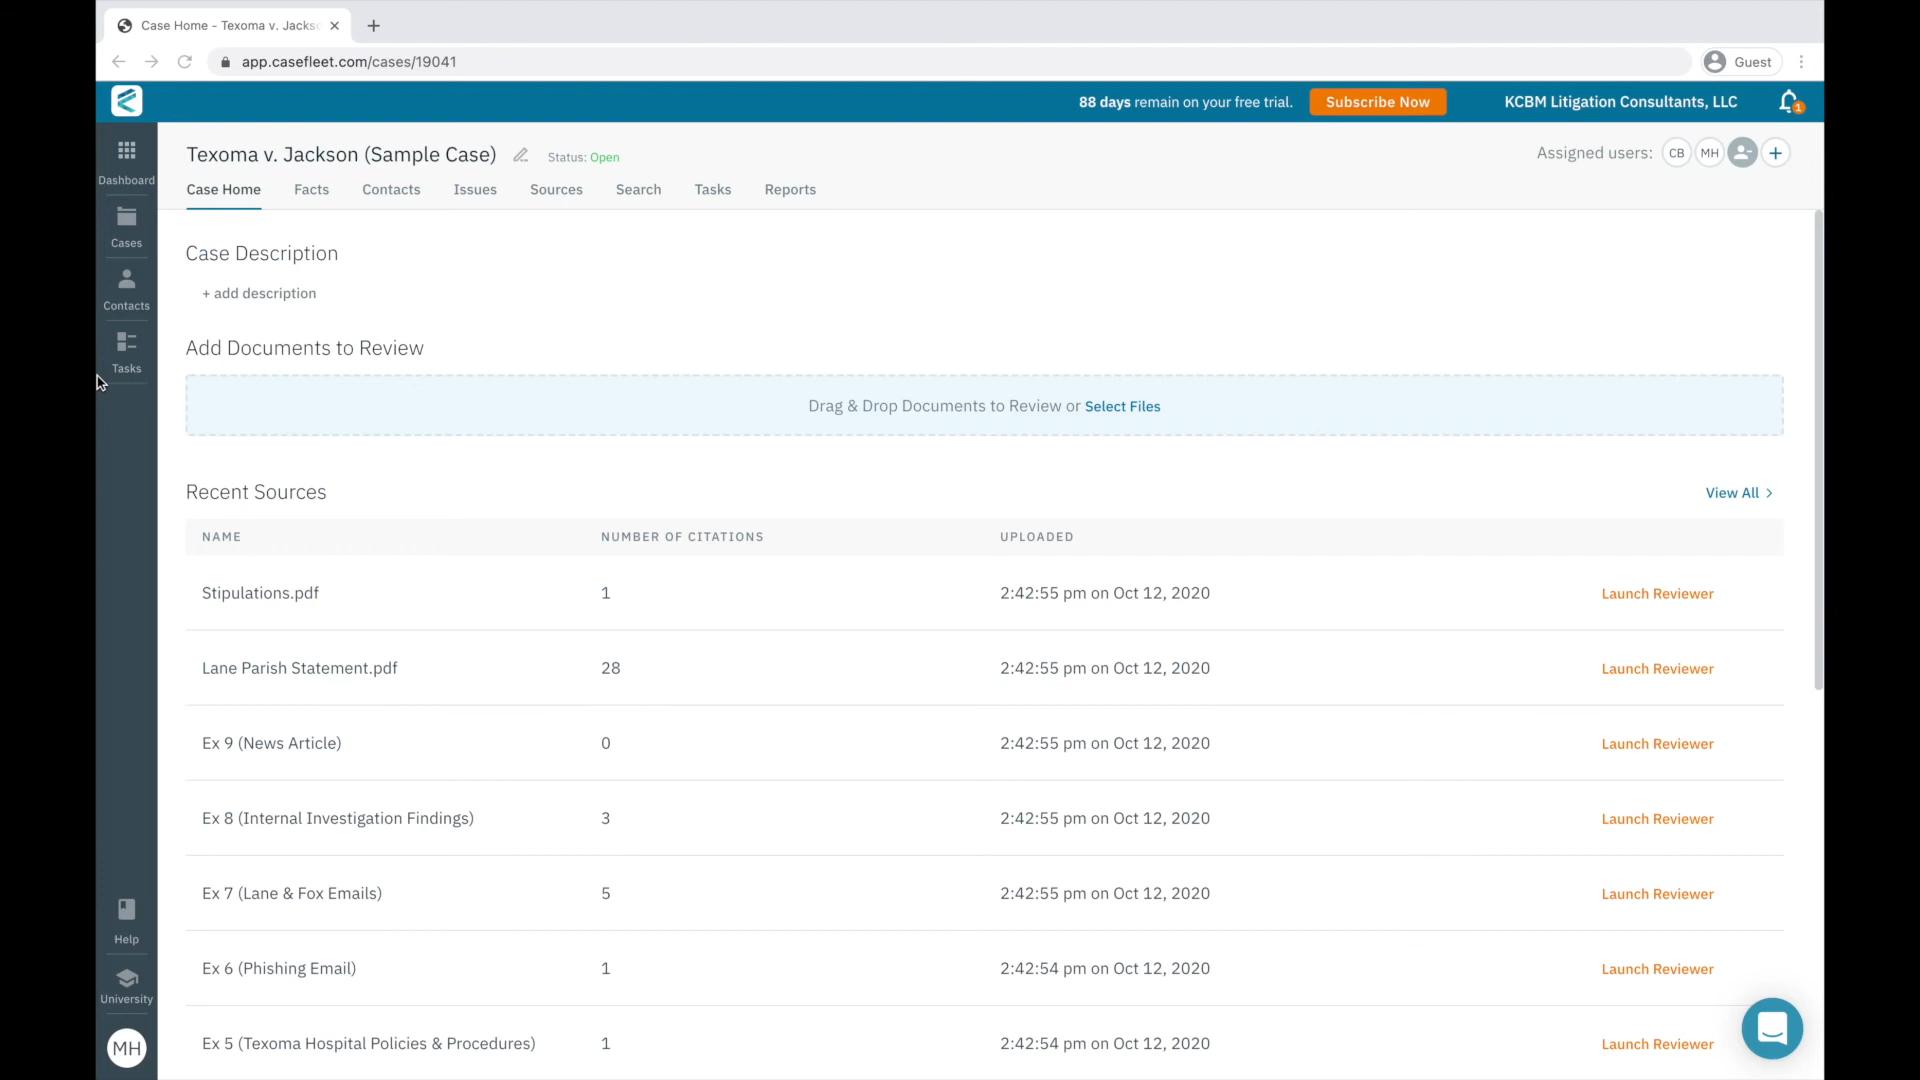 Case Home - Texoma v. Jacks
app.casefleet.com/cases/19041
Guest
88 days remain on your free trial.
Subscribe Now
KCBM Litigation Consultants, LLC
1
Dashboard
Cases
Contacts
Tasks
Help
University
MH
Texoma v. Jackson (Sample Case)
Status: Open
Assigned users:
CB
MH
Case Home
Facts
Contacts
Issues
Sources
Search
Tasks
Reports
Case Description
+ add description
Add Documents to Review
Drag & Drop Documents to Review or Select Files
Recent Sources
View All
NAME NUMBER OF CITATIONS UPLOADED
Stipulations.pdf 1 2:42:55 pm on Oct 12, 2020 Launch Reviewer
Lane Parish Statement.pdf 28 2:42:55 pm on Oct 12, 2020 Launch Reviewer
Ex 9 (News Article) 0 2:42:55 pm on Oct 12, 2020 Launch Reviewer
Ex 8 (Internal Investigation Findings) 3 2:42:55 pm on Oct 12, 2020 Launch Reviewer
Ex 7 (Lane & Fox Emails) 5 2:42:55 pm on Oct 12, 2020 Launch Reviewer
Ex 6 (Phishing Email) 1 2:42:54 pm on Oct 12, 2020 Launch Reviewer
Ex 5 (Texoma Hospital Policies & Procedures) 1 2:42:54 pm on Oct 12, 2020 Launch Reviewer